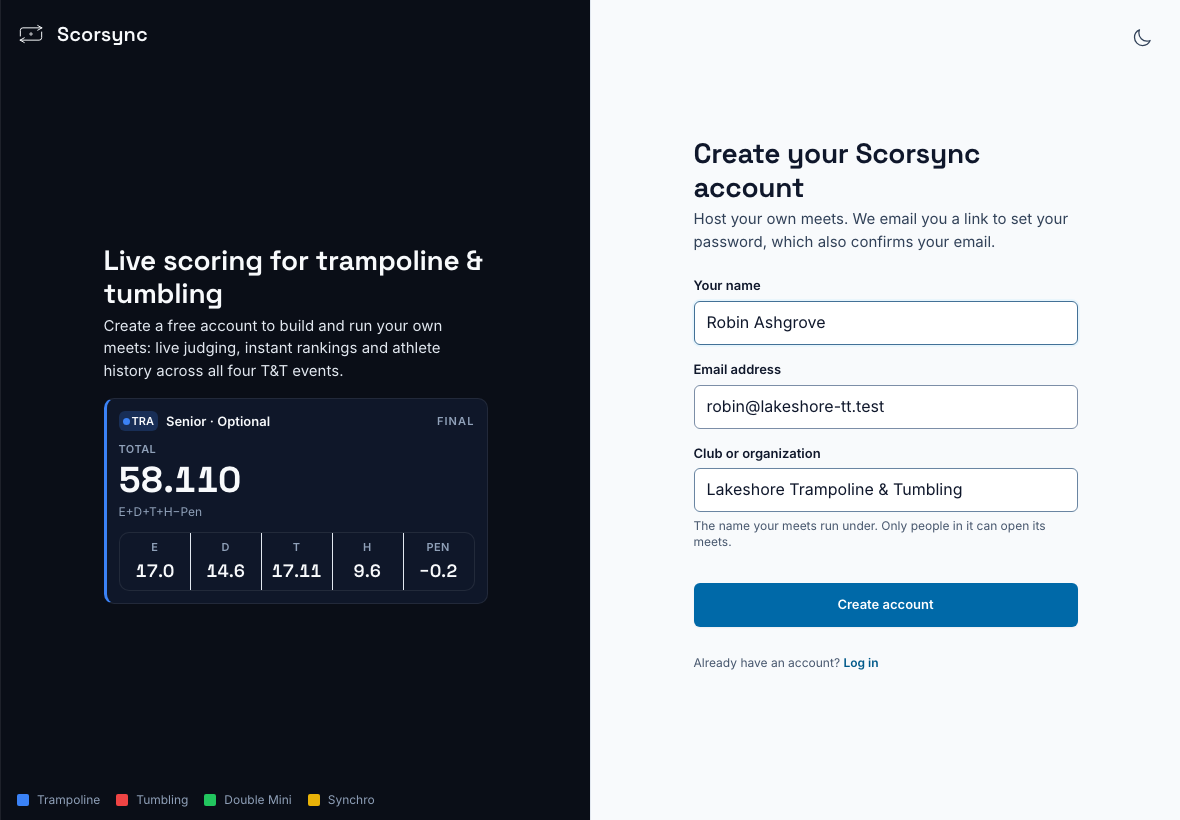 Scorsync
Live scoring for trampoline &
tumbling
Create a free account to build and run your own
meets: live judging, instant rankings and athlete
history across all four T&T events.
TRA Senior · Optional FINAL
TOTAL
58.110
E+D+T+H−Pen
E D T H PEN
17.0 14.6 17.11 9.6 −0.2
Trampoline Tumbling Double Mini Synchro
Create your Scorsync
account
Host your own meets. We email you a link to set your
password, which also confirms your email.
Your name
Robin Ashgrove
Email address
robin@lakeshore-tt.test
Club or organization
Lakeshore Trampoline & Tumbling
The name your meets run under. Only people in it can open its
meets.
Create account
Already have an account? Log in